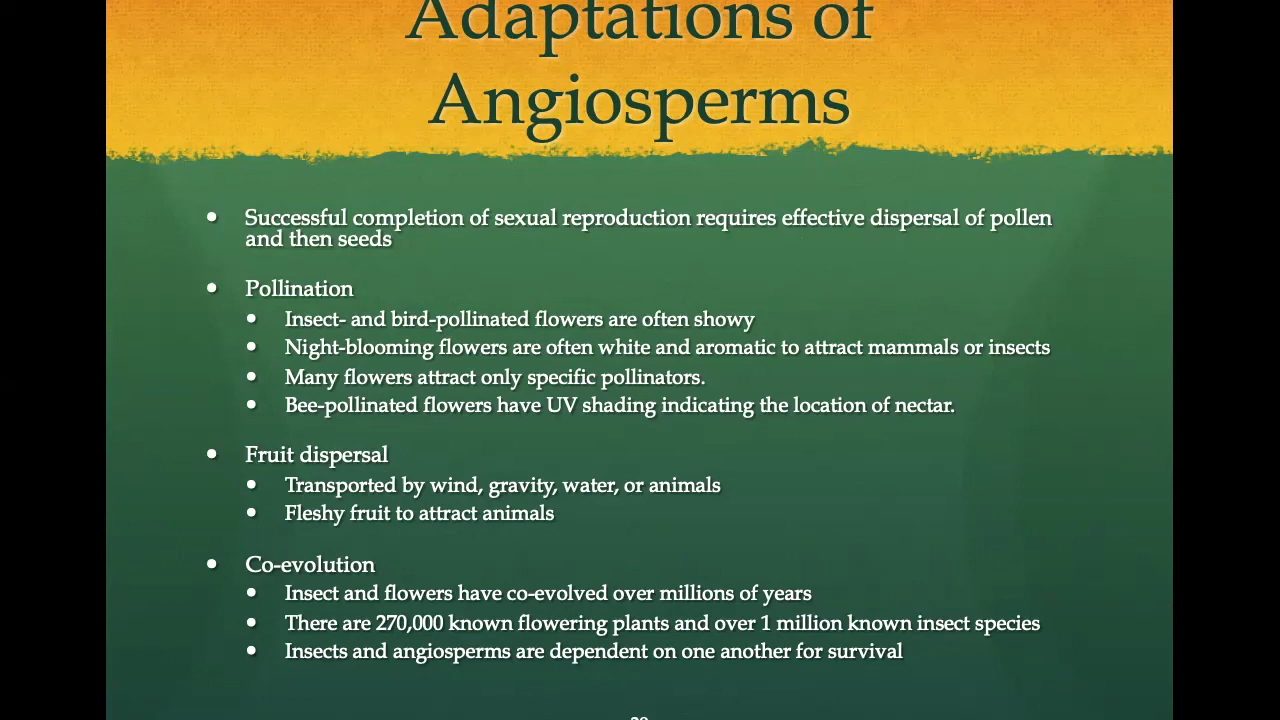 Adaptations of
Angiosperms
• Successful completion of sexual reproduction requires effective dispersal of pollen
and then seeds
• Pollination
• Insect- and bird-pollinated flowers are often showy
• Night-blooming flowers are often white and aromatic to attract mammals or insects
• Many flowers attract only specific pollinators.
• Bee-pollinated flowers have UV shading indicating the location of nectar.
• Fruit dispersal
• Transported by wind, gravity, water, or animals
• Fleshy fruit to attract animals
• Co-evolution
• Insect and flowers have co-evolved over millions of years
• There are 270,000 known flowering plants and over 1 million known insect species
• Insects and angiosperms are dependent on one another for survival